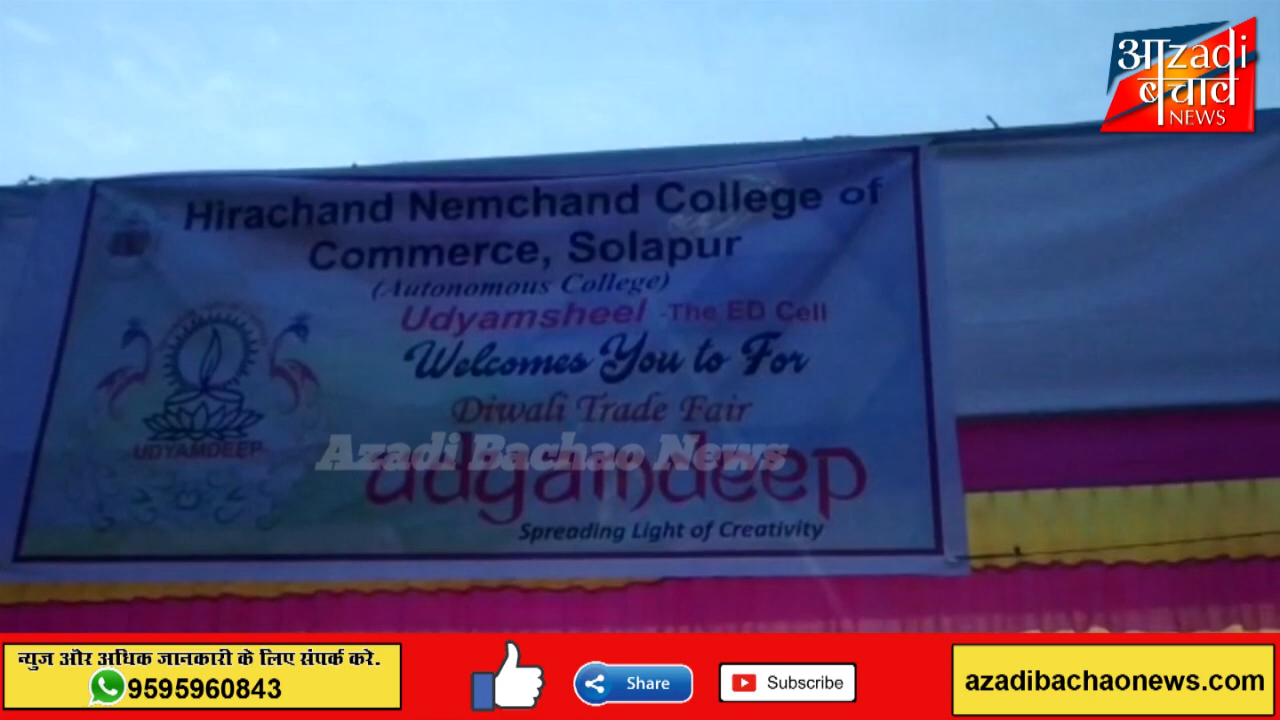 आzadi
बचाव
NEWS
Hirachand Nemchand College of
Commerce, Solapur
(Autonomous College)
Udyamsheel -The ED Cell
Welcomes You to For
Diwali Trade Fair
UDYAMDEEP
Azadi Bachao News
udyamdeep
Spreading Light of Creativity
न्युज और अधिक जानकारी के लिए संपर्क करे.
9595960843
Share
Subscribe
azadibachaonews.com